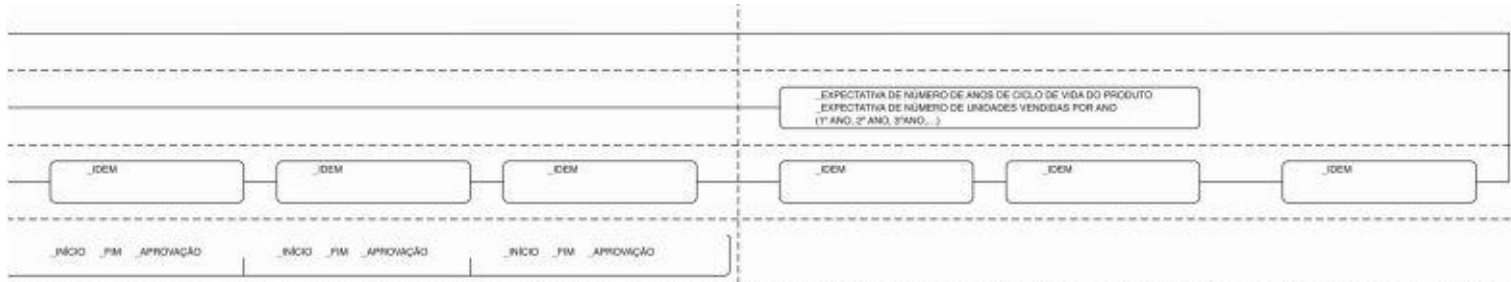 _EXPECTATIVA DE NÚMERO DE ANOS DE CICLO DE VIDA DO PRODUTO
_EXPECTATIVA DE NÚMERO DE UNIDADES VENDIDAS POR ANO
(1º ANO, 2º ANO, 3ºANO,...)
_IDEM
_IDEM
_IDEM
_IDEM
_IDEM
_IDEM
_INÍCIO _FIM _APROVAÇÃO
_INÍCIO _FIM _APROVAÇÃO
_INÍCIO _FIM _APROVAÇÃO